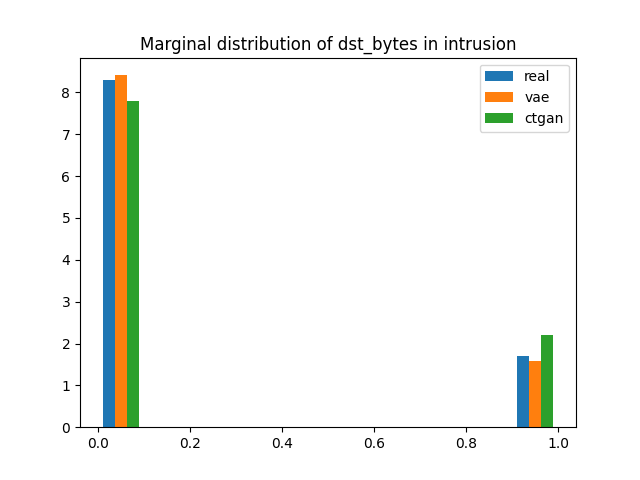 Marginal distribution of dst_bytes in intrusion
real
vae
ctgan
8
7
6
5
4
3
2
1
0
0.0 0.2 0.4 0.6 0.8 1.0